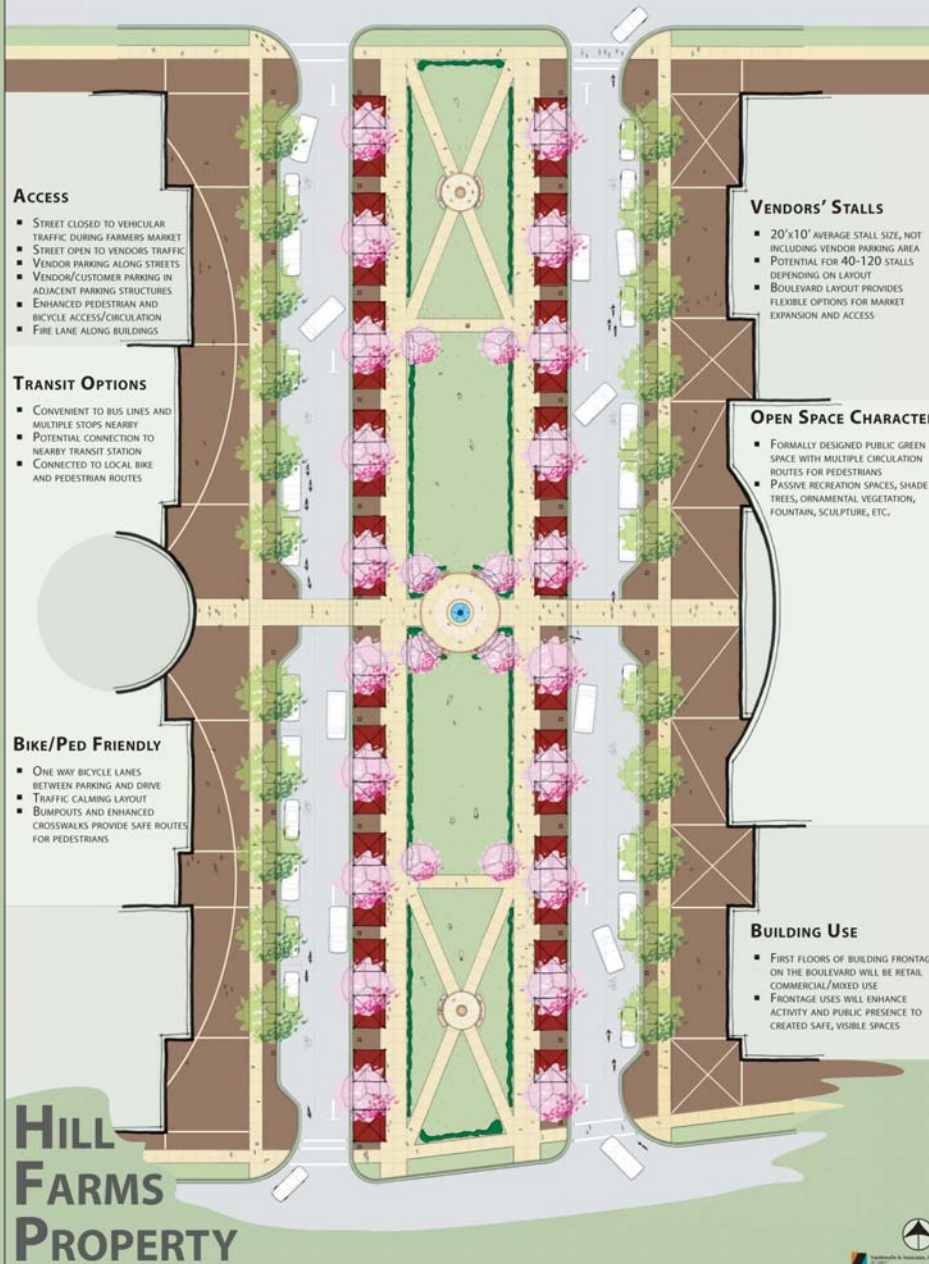 ACCESS
▪ STREET CLOSED TO VEHICULAR
TRAFFIC DURING FARMERS MARKET
▪ STREET OPEN TO VENDORS TRAFFIC
▪ VENDOR PARKING ALONG STREETS
▪ VENDOR/CUSTOMER PARKING IN
ADJACENT PARKING STRUCTURES
▪ ENHANCED PEDESTRIAN AND
BICYCLE ACCESS/CIRCULATION
▪ FIRE LANE ALONG BUILDINGS
TRANSIT OPTIONS
▪ CONVENIENT TO BUS LINES AND
MULTIPLE STOPS NEARBY
▪ POTENTIAL CONNECTION TO
NEARBY TRANSIT STATION
▪ CONNECTED TO LOCAL BIKE
AND PEDESTRIAN ROUTES
BIKE/PED FRIENDLY
▪ ONE WAY BICYCLE LANES
BETWEEN PARKING AND DRIVE
▪ TRAFFIC CALMING LAYOUT
▪ BUMPOUTS AND ENHANCED
CROSSWALKS PROVIDE SAFE ROUTES
FOR PEDESTRIANS
VENDORS' STALLS
▪ 20'X10' AVERAGE STALL SIZE, NOT
INCLUDING VENDOR PARKING AREA
▪ POTENTIAL FOR 40-120 STALLS
DEPENDING ON LAYOUT
▪ BOULEVARD LAYOUT PROVIDES
FLEXIBLE OPTIONS FOR MARKET
EXPANSION AND ACCESS
OPEN SPACE CHARACTE
▪ FORMALLY DESIGNED PUBLIC GREEN
SPACE WITH MULTIPLE CIRCULATION
ROUTES FOR PEDESTRIANS
▪ PASSIVE RECREATION SPACES, SHADE
TREES, ORNAMENTAL VEGETATION,
FOUNTAIN, SCULPTURE, ETC.
BUILDING USE
▪ FIRST FLOORS OF BUILDING FRONTAG
ON THE BOULEVARD WILL BE RETAIL
COMMERCIAL/MIXED USE
▪ FRONTAGE USES WILL ENHANCE
ACTIVITY AND PUBLIC PRESENCE TO
CREATED SAFE, VISIBLE SPACES
HILL
FARMS
PROPERTY